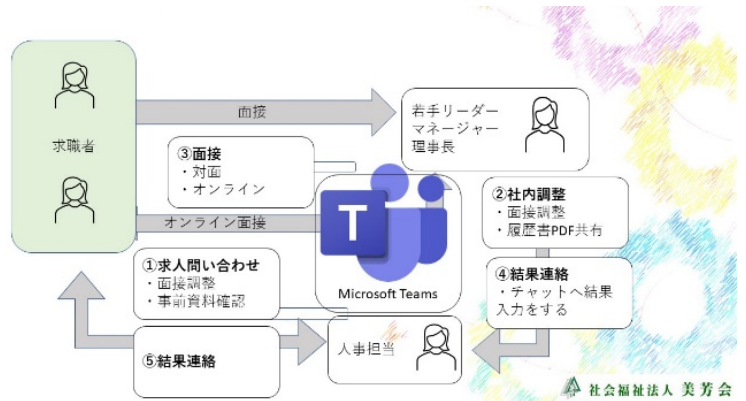 求職者
面接
若手リーダー
マネージャー
理事長
③面接
・対面
・オンライン
オンライン面接
T
Microsoft Teams
②社内調整
・面接調整
・履歴書PDF共有
①求人問い合わせ
・面接調整
・事前資料確認
④結果連絡
・チャットへ結果
入力をする
⑤結果連絡
人事担当
社会福祉法人 美芳会